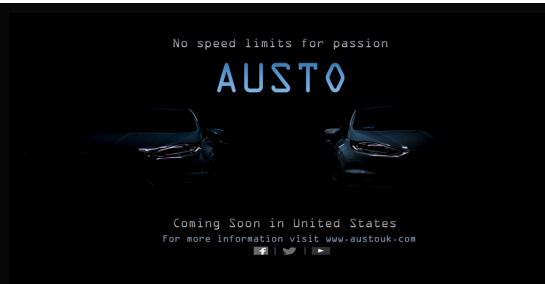 No speed limits for passion
AUSTO
Coming Soon in United States
For more information visit www.austouk.com